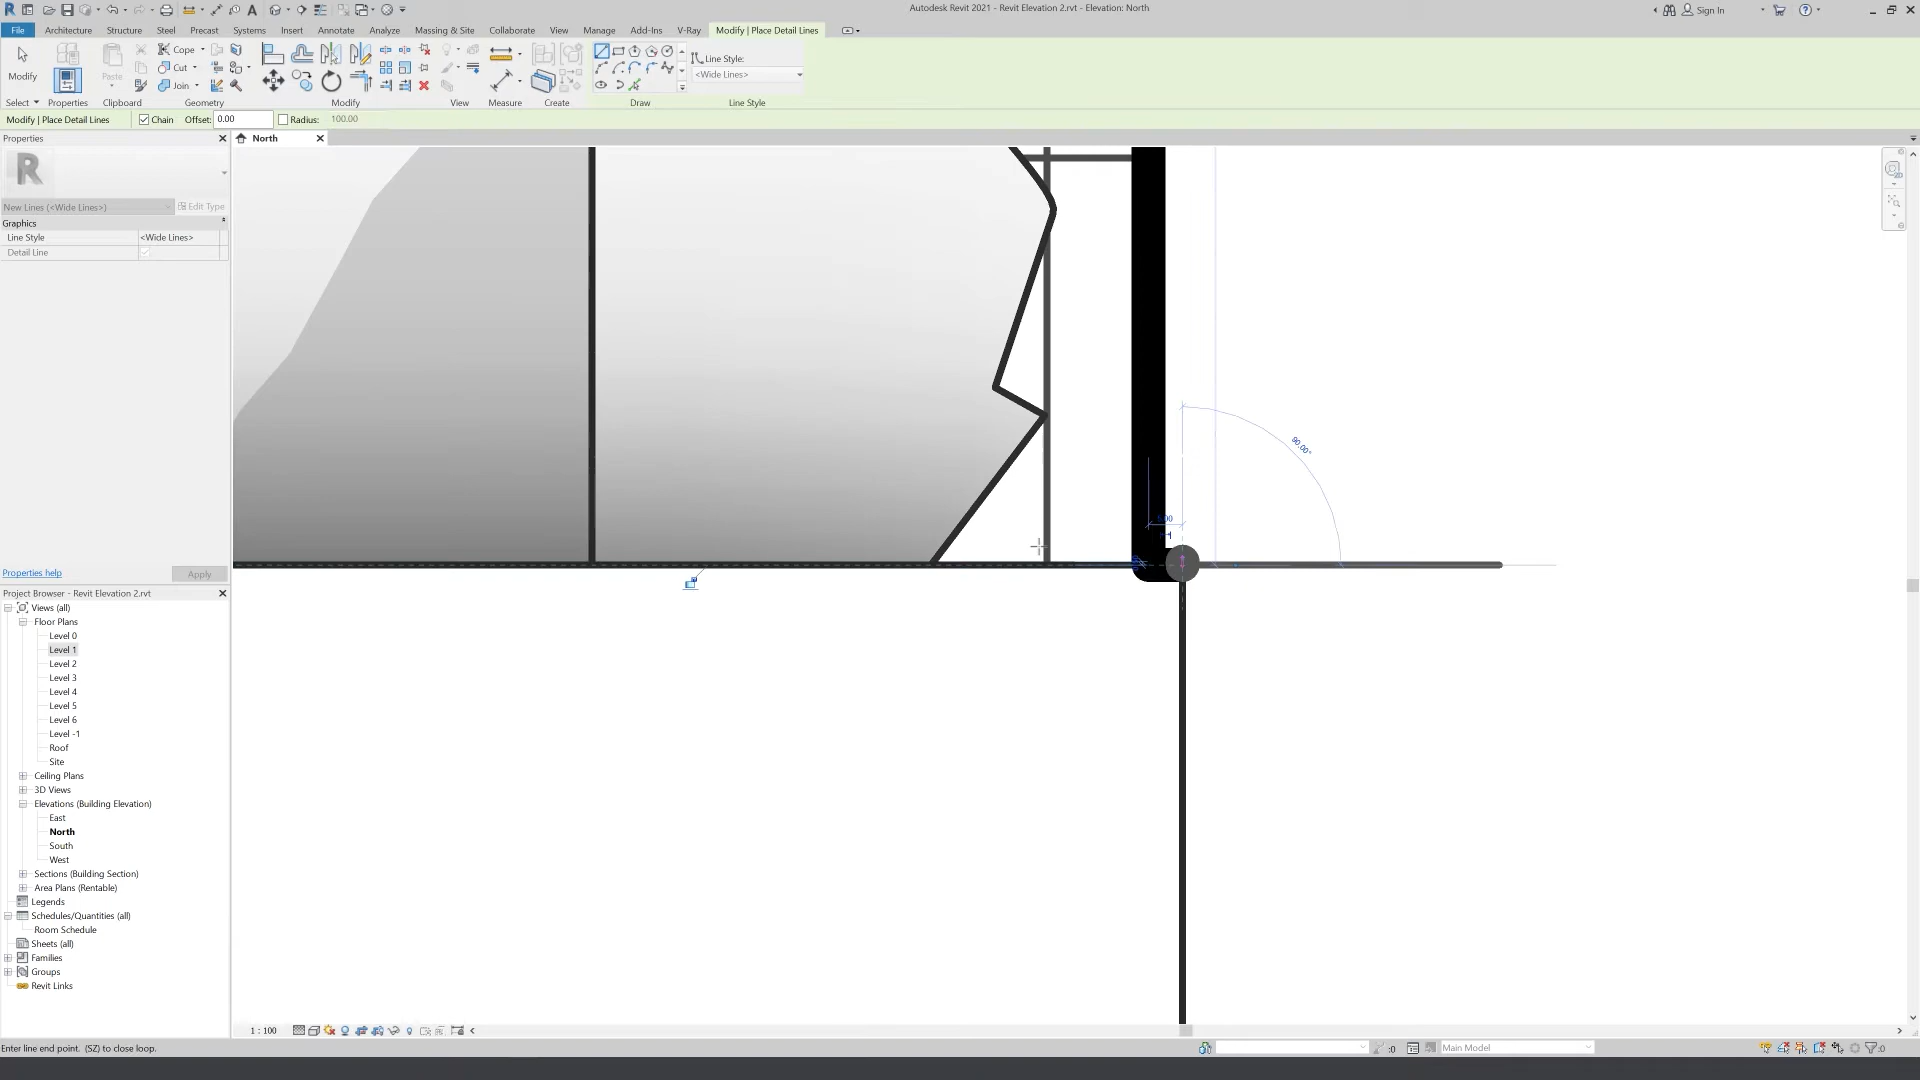 Autodesk Revit 2021 - Revit Elevation 2.rvt - Elevation: North
Sign In
File Architecture Structure Steel Precast Systems Insert Annotate Analyze Massing & Site Collaborate View Manage Add-Ins V-Ray Modify | Place Detail Lines
Modify
Paste
Cope
Cut
Join
Line Style:
<Wide Lines>
Select Properties Clipboard Geometry Modify View Measure Create Draw Line Style
Modify | Place Detail Lines Chain Offset: 0.00 Radius: 100.00
Properties
North
R
New Lines (<Wide Lines>) Edit Type
Graphics
Line Style <Wide Lines>
Detail Line
90.00°
Properties help Apply
Project Browser - Revit Elevation 2.rvt
Views (all)
Floor Plans
Level 0
Level 1
Level 2
Level 3
Level 4
Level 5
Level 6
Level -1
Roof
Site
Ceiling Plans
3D Views
Elevations (Building Elevation)
East
North
South
West
Sections (Building Section)
Area Plans (Rentable)
Legends
Schedules/Quantities (all)
Room Schedule
Sheets (all)
Families
Groups
Revit Links
1 : 100
Enter line end point. (SZ) to close loop.
:0
Main Model
:0